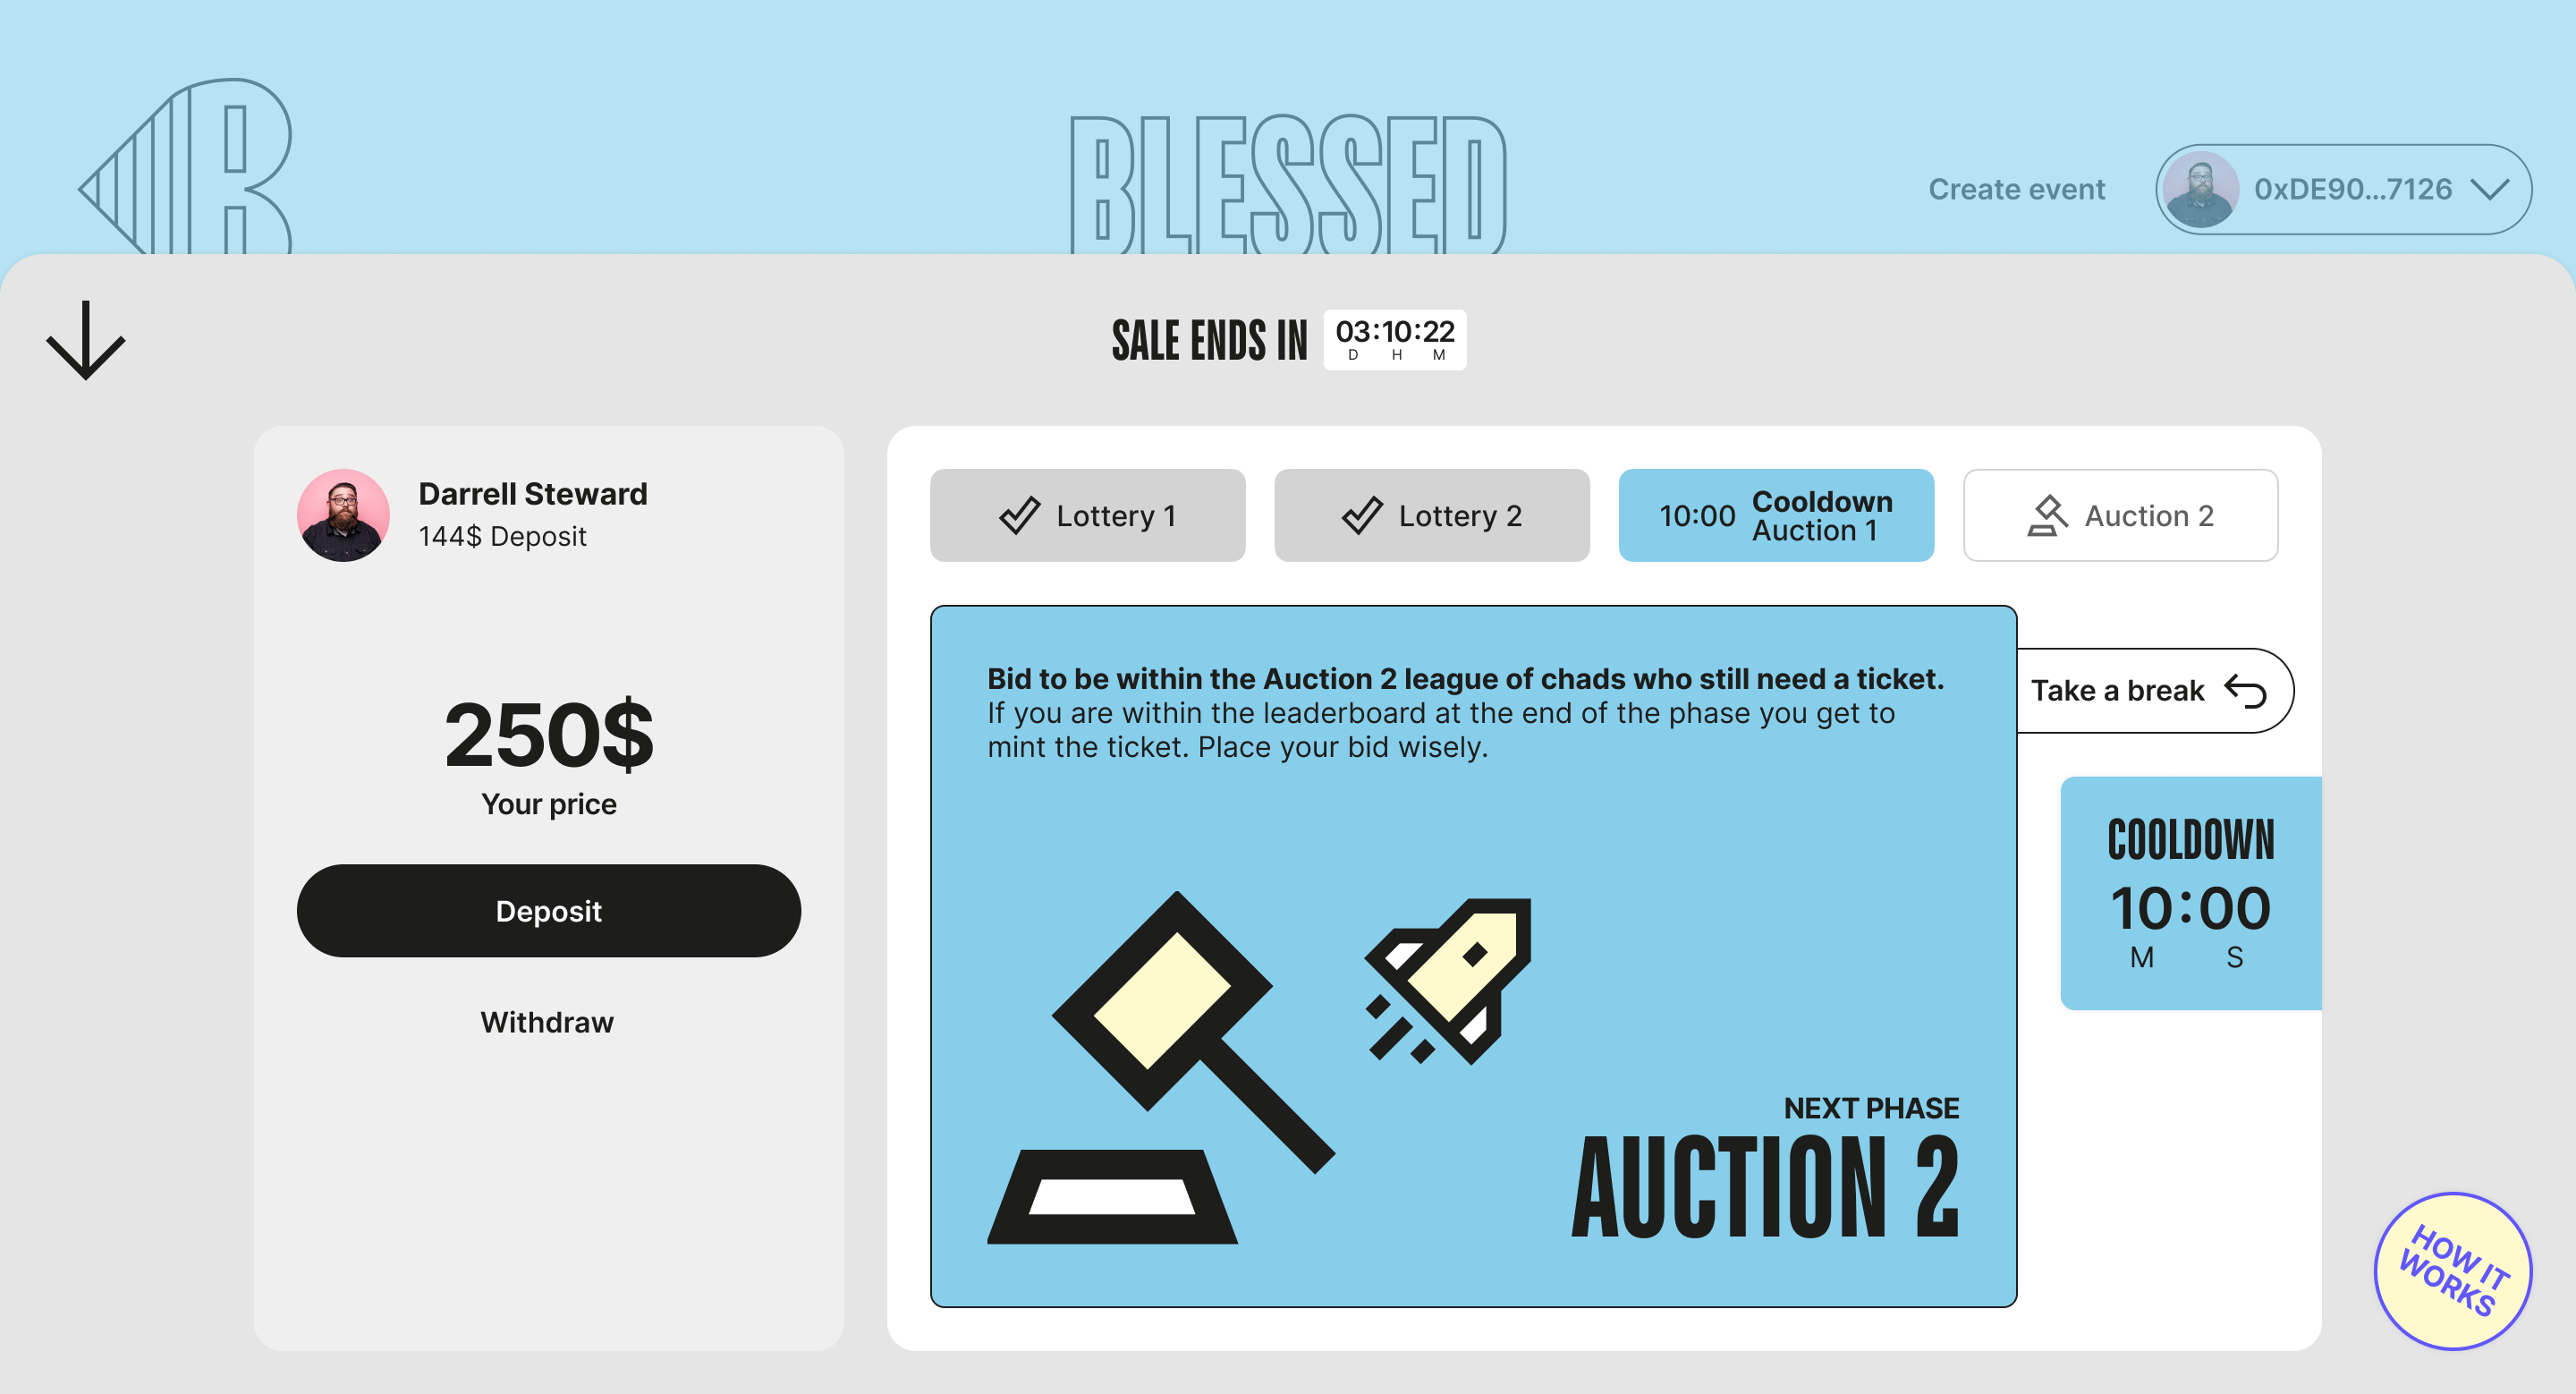 B
BLESSED
Create event
0xDE90...7126
SALE ENDS IN
03:10:22
D H M
Darrell Steward
144$ Deposit
250$
Your price
Deposit
Withdraw
Lottery 1
Lottery 2
10:00
Cooldown
Auction 1
Auction 2
Bid to be within the Auction 2 league of chads who still need a ticket.
If you are within the leaderboard at the end of the phase you get to
mint the ticket. Place your bid wisely.
NEXT PHASE
AUCTION 2
Take a break
COOLDOWN
10:00
M S
HOW IT
WORKS